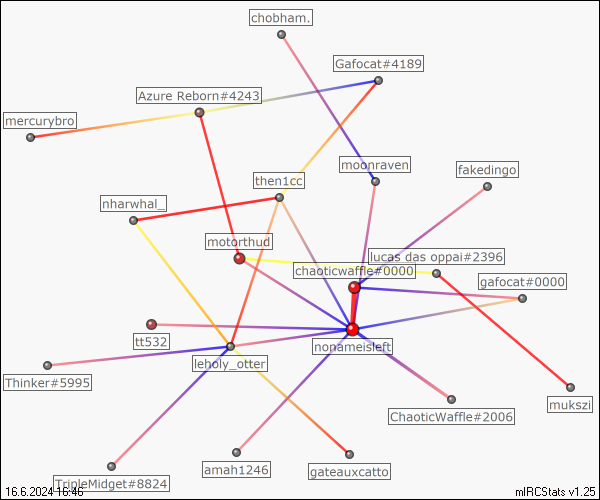 chobham.
Gafocat#4189
Azure Reborn#4243
mercurybro
moonraven
fakedingo
then1cc
nharwhal_
motorthud
lucas das oppai#2396
chaoticwaffle#0000
gafocat#0000
tt532
nonameisleft
leholy_otter
Thinker#5995
mukszi
ChaoticWaffle#2006
amah1246
gateauxcatto
TripleMidget#8824
16.6.2024 16:46
mIRCStats v1.25